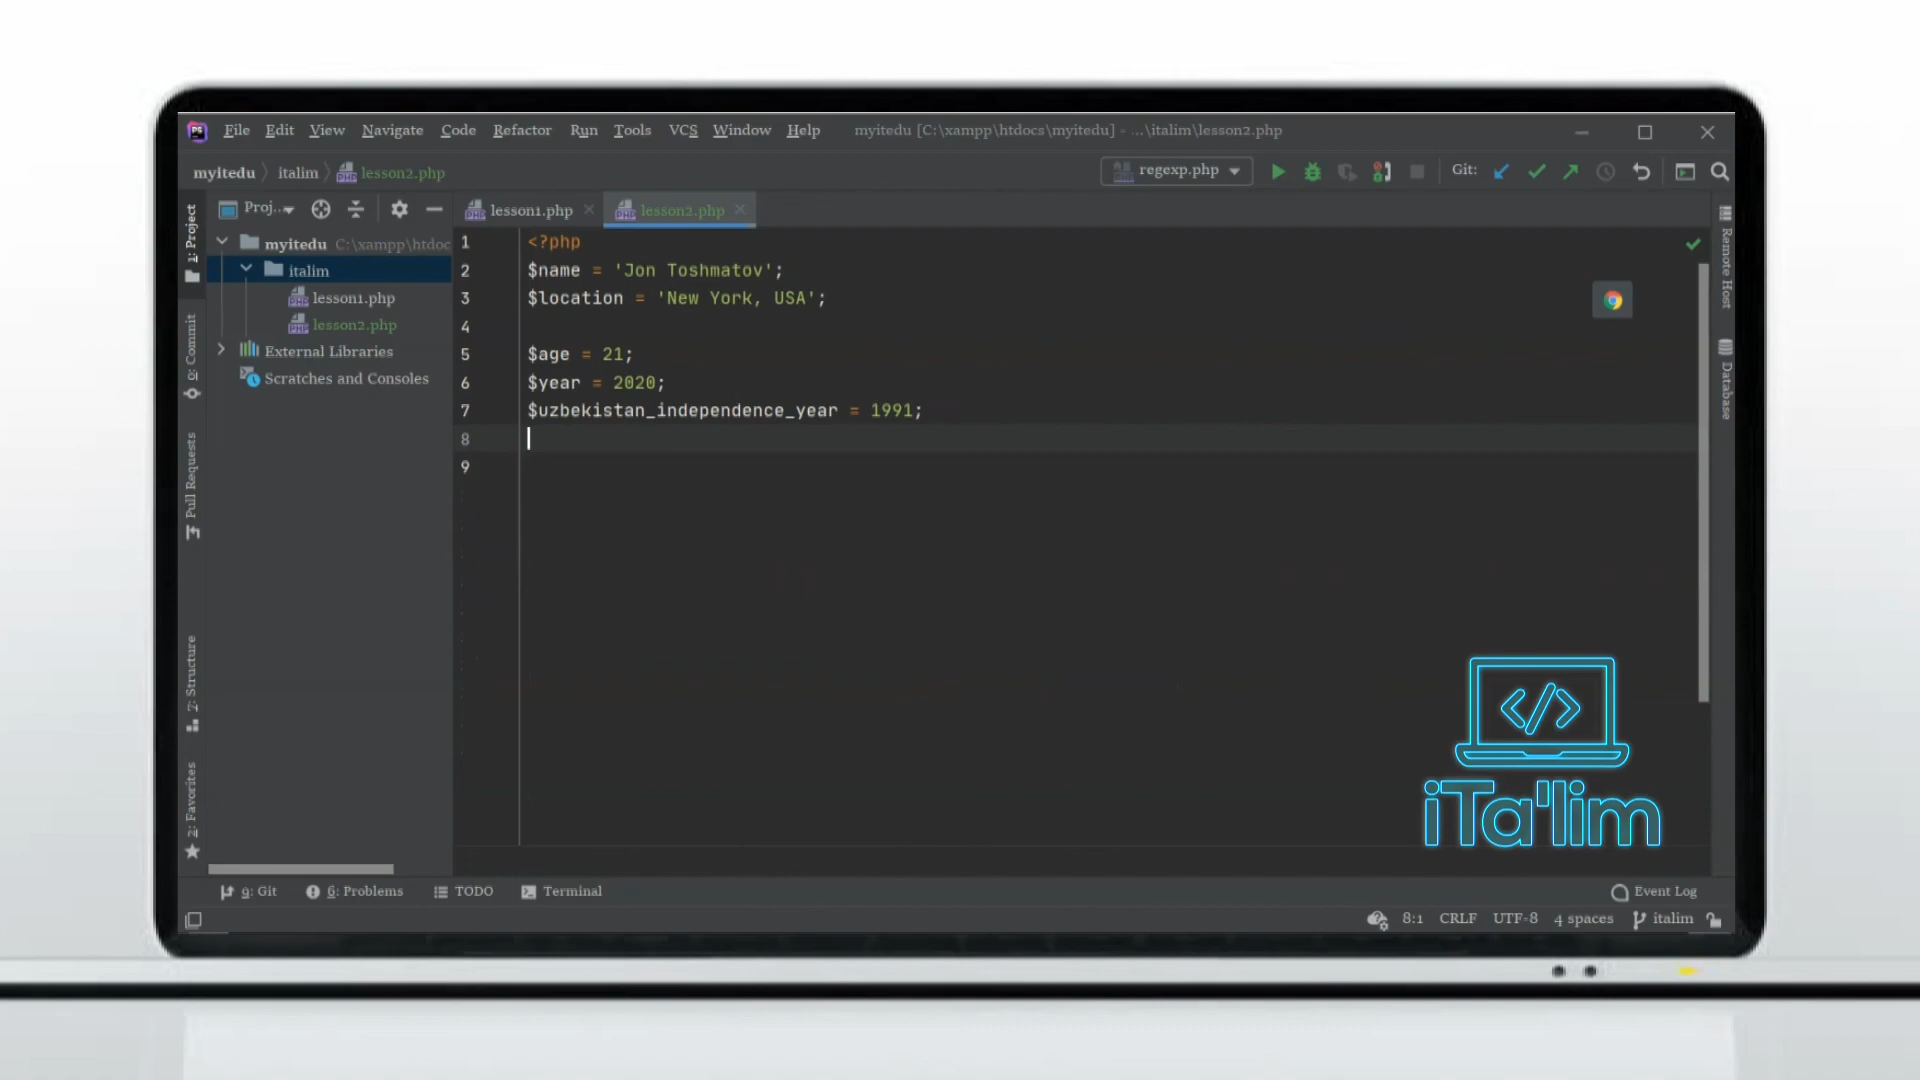 File Edit View Navigate Code Refactor Run Tools VCS Window Help myitedu [C:\xampp\htdocs\myitedu] - ...\italim\lesson2.php
myitedu italim lesson2.php regexp.php Git:
1: Project
Proj...
lesson1.php lesson2.php
myitedu C:\xampp\htdoc
italim
lesson1.php
lesson2.php
External Libraries
Scratches and Consoles
1 <?php
2 $name = 'Jon Toshmatov';
3 $location = 'New York, USA';
4
5 $age = 21;
6 $year = 2020;
7 $uzbekistan_independence_year = 1991;
8
9
0: Commit
Pull Requests
7: Structure
2: Favorites
Remote Host
Database
iTa'lim
9: Git 6: Problems TODO Terminal Event Log
8:1 CRLF UTF-8 4 spaces italim